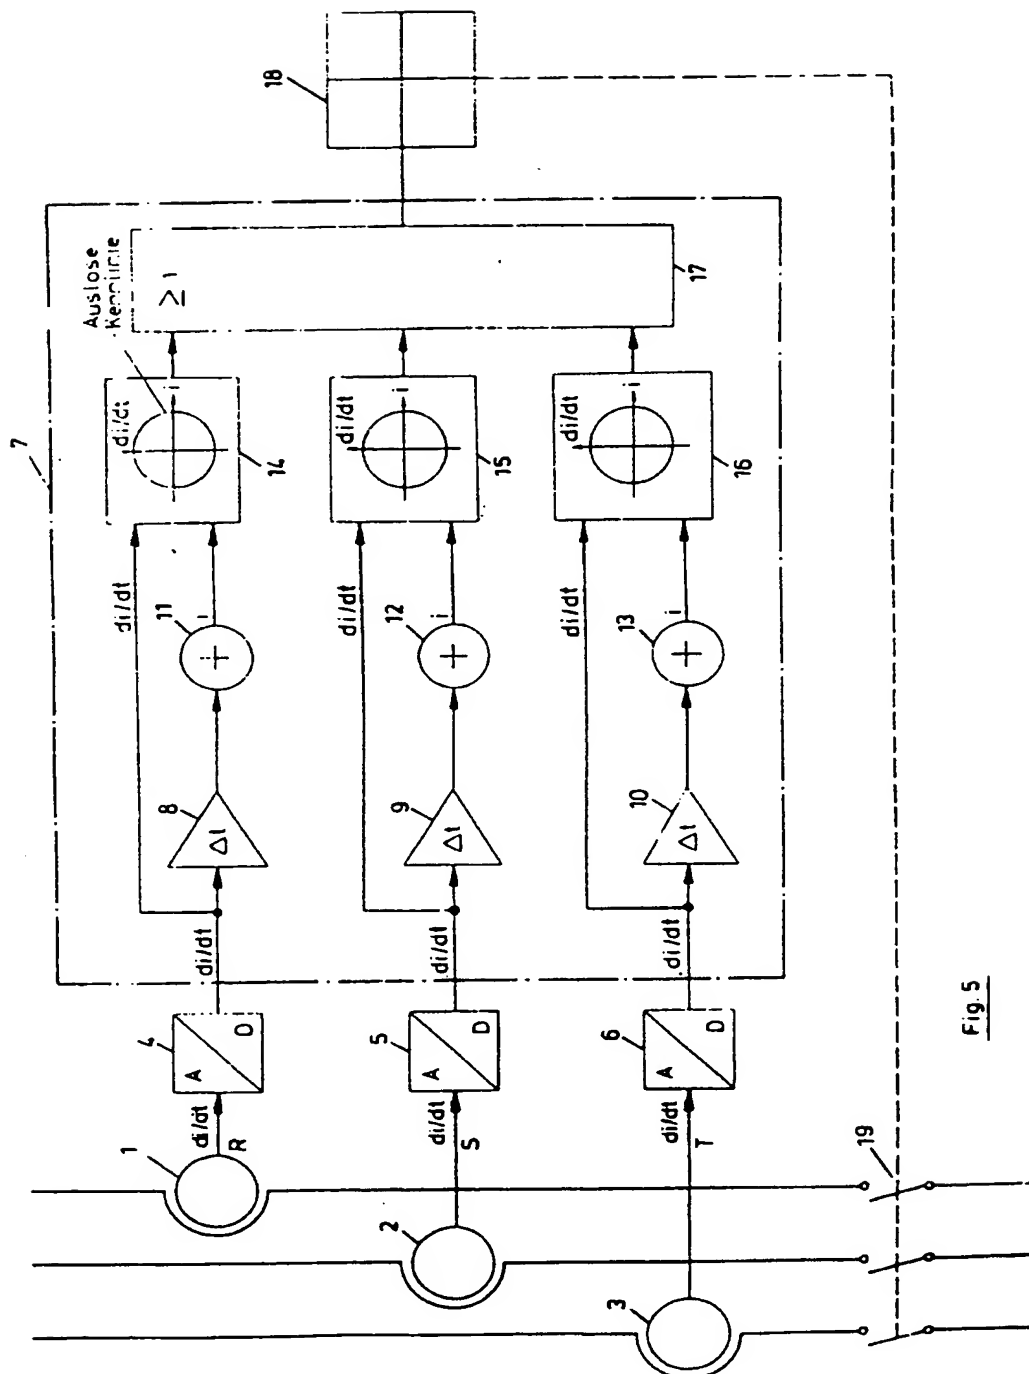 7
1
di/dt
R
4
A
D
di/dt
8
Δt
di/dt
11
+
i
di/dt
i
14
Auslose
-Kennlinie
2
di/dt
S
5
A
D
di/dt
9
Δt
di/dt
12
+
i
di/dt
i
15
3
di/dt
T
6
A
D
di/dt
10
Δt
di/dt
13
+
i
di/dt
i
16
≥1
17
18
19
Fig. 5